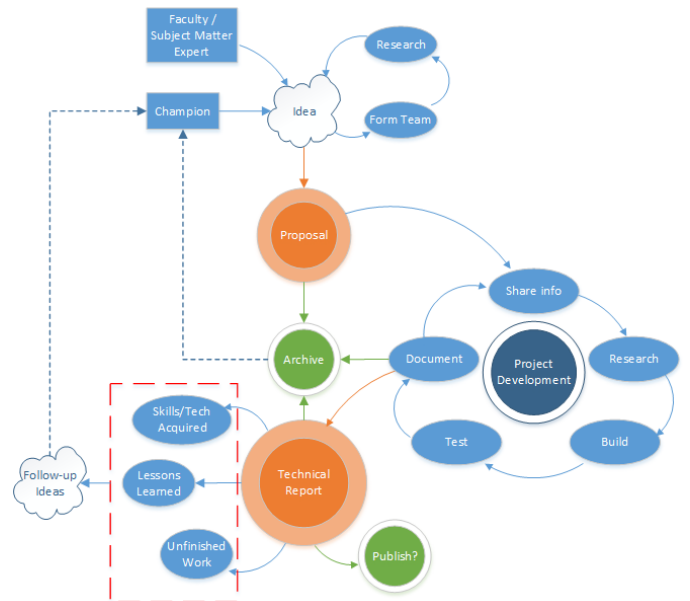 Faculty /
Subject Matter
Expert
Research
Champion
Idea
Form Team
Proposal
Share info
Archive
Document
Project
Development
Research
Skills/Tech
Acquired
Test
Build
Follow-up
Ideas
Lessons
Learned
Technical
Report
Unfinished
Work
Publish?